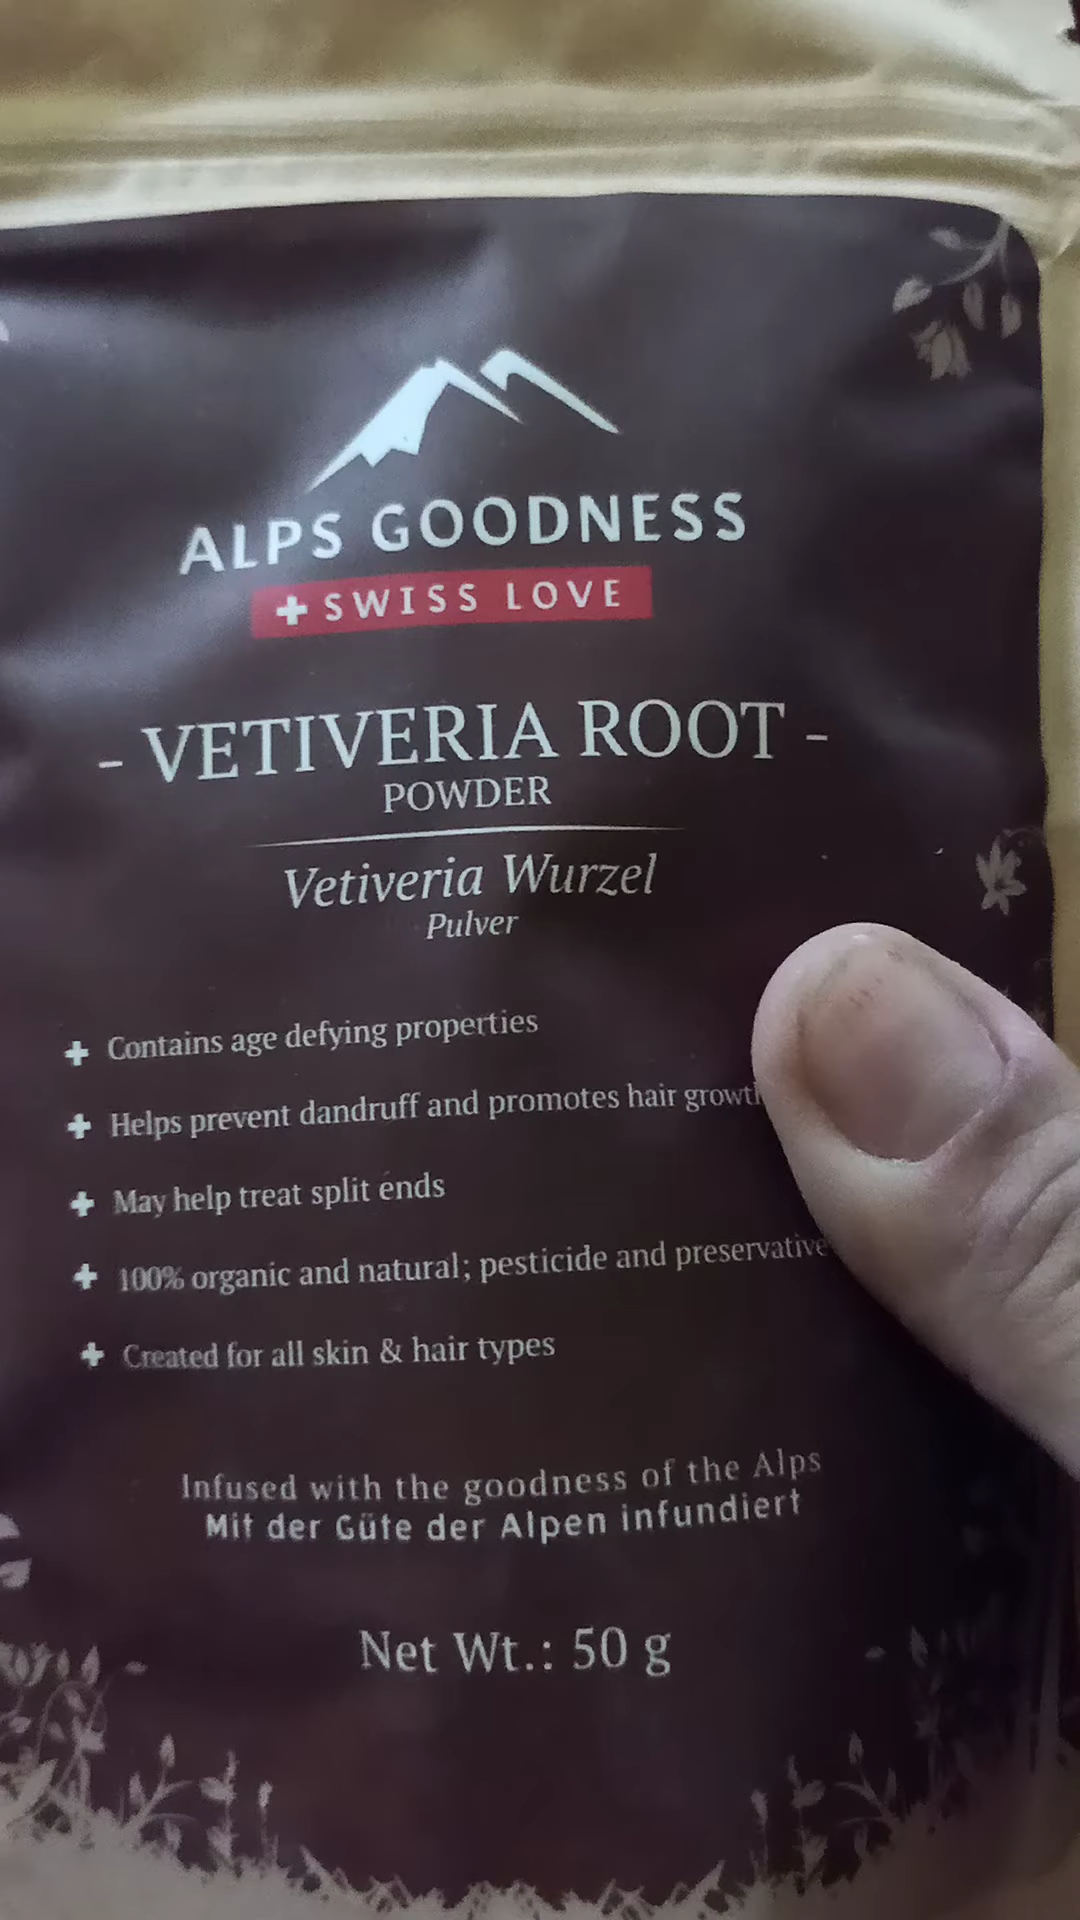 ALPS GOODNESS
+ SWISS LOVE
- VETIVERIA ROOT -
POWDER
Vetiveria Wurzel
Pulver
+ Contains age defying properties
+ Helps prevent dandruff and promotes hair
+ May help treat split ends
+ 100% organic and natural; pesticide and preservative
+ Created for all skin & hair types
Infused with the goodness of the Alps
Mit der Güte der Alpen infundiert
Net Wt.: 50 g